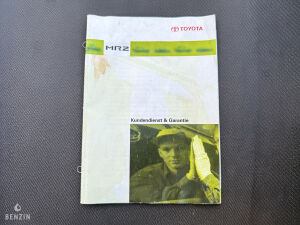 TOYOTA
MR2
Kundendienst & Garantie
BENZIN